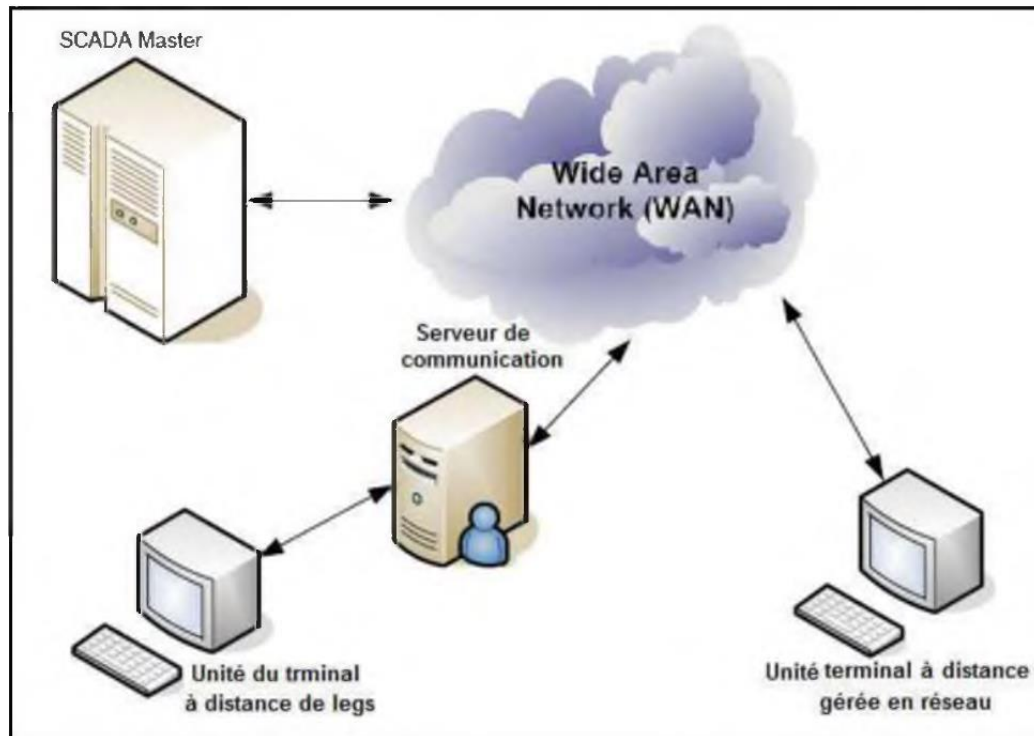 SCADA Master
Wide Area
Network (WAN)
Serveur de
communication
Unité du trminal
à distance de legs
Unité terminal à distance
gérée en réseau